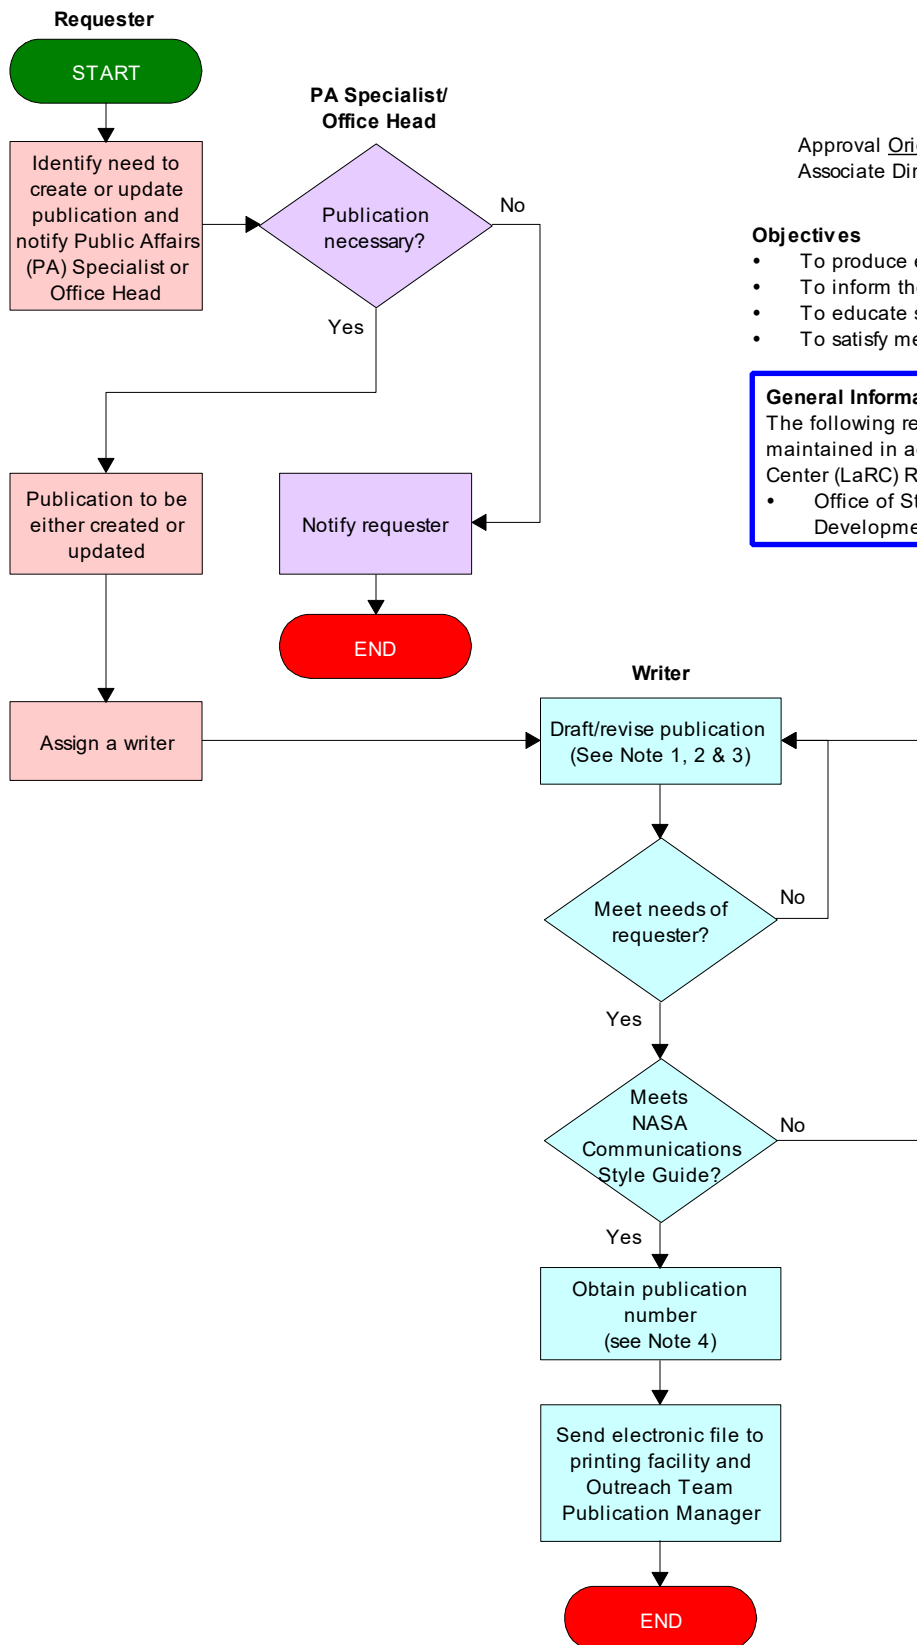 Requester
START
Identify need to
create or update
publication and
notify Public Affairs
(PA) Specialist or
Office Head
PA Specialist/
Office Head
Publication
necessary?
No
Yes
Publication to be
either created or
updated
Notify requester
END
Assign a writer
Writer
Draft/revise publication
(See Note 1, 2 & 3)
Meet needs of
requester?
No
Yes
Meets
NASA
Communications
Style Guide?
No
Yes
Obtain publication
number
(see Note 4)
Send electronic file to
printing facility and
Outreach Team
Publication Manager
END
Approval
Associate
Objectives
• To produce
• To inform
• To educate
• To satisfy
General
The following
maintained in
Center (LaRC)
• Office of